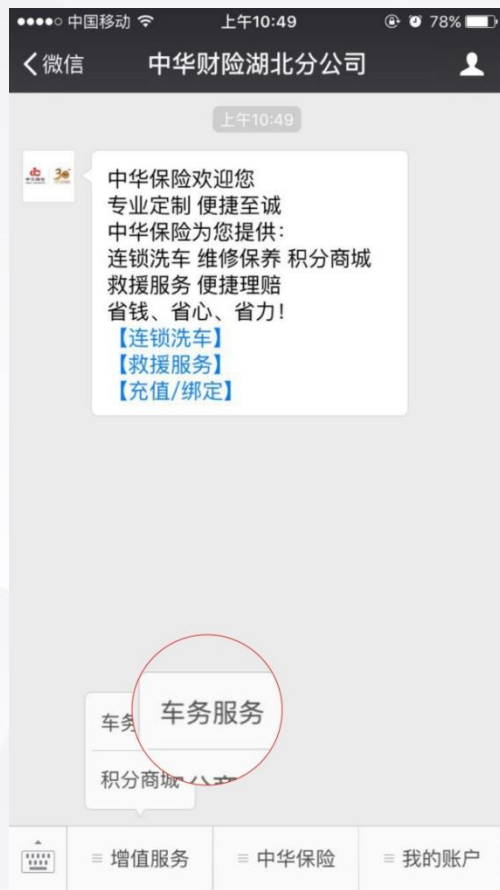 中国移动 上午10:49 78%
微信 中华财险湖北分公司
上午10:49
中华保险欢迎您
专业定制 便捷至诚
中华保险为您提供：
连锁洗车 维修保养 积分商城
救援服务 便捷理赔
省钱、省心、省力！
【连锁洗车】
【救援服务】
【充值/绑定】
车务服务
积分商城
增值服务 中华保险 我的账户